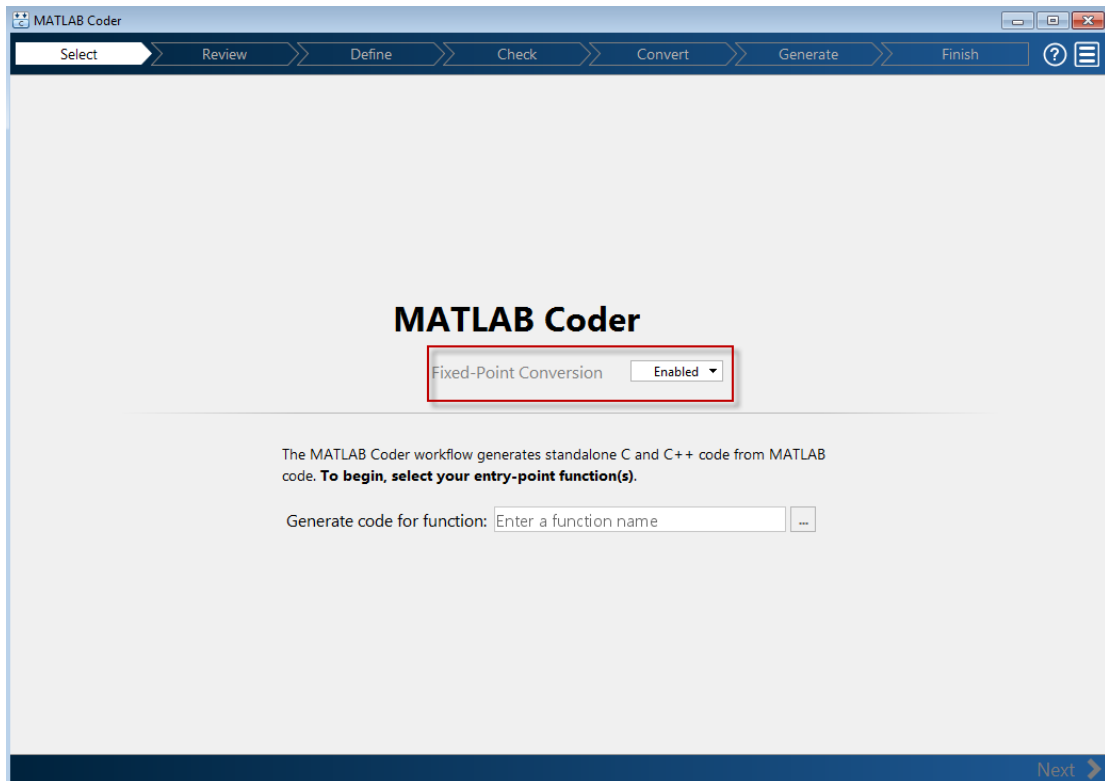 MATLAB Coder
Select Review Define Check Convert Generate Finish
MATLAB Coder
Fixed-Point Conversion Enabled
The MATLAB Coder workflow generates standalone C and C++ code from MATLAB
code. To begin, select your entry-point function(s).
Generate code for function: Enter a function name ...
Next